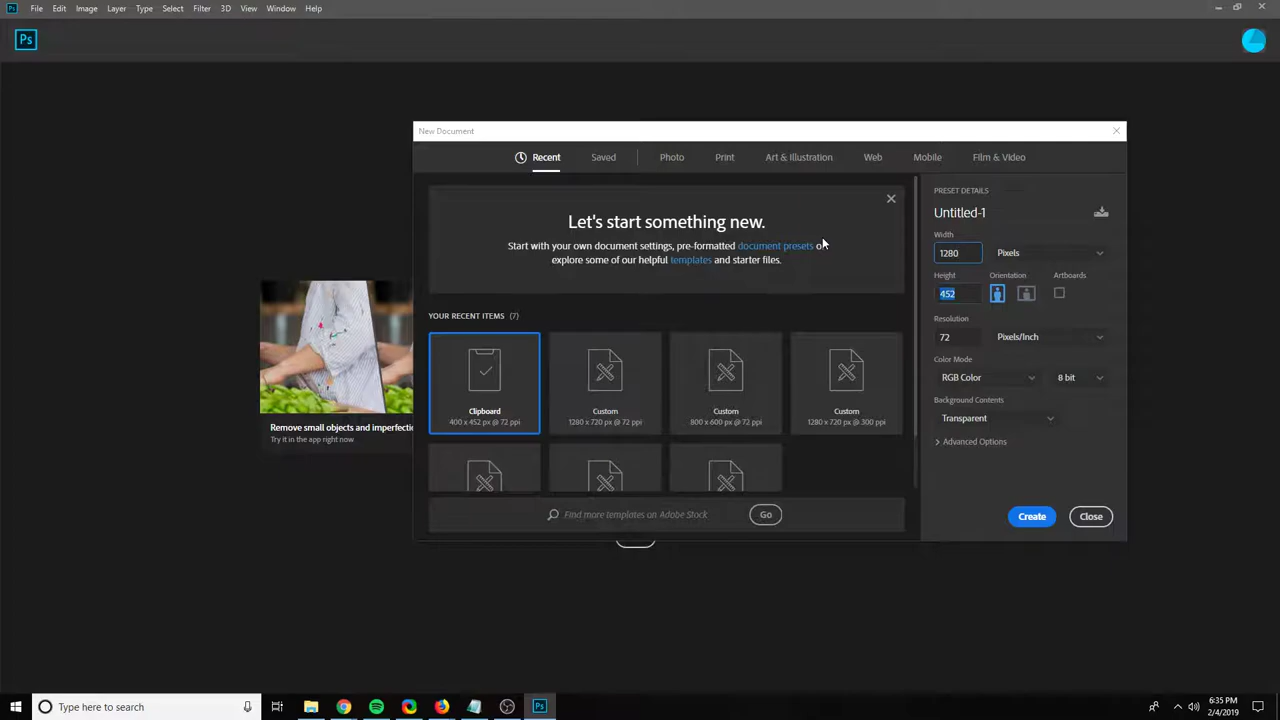 Ps File Edit Image Layer Type Select Filter 3D View Window Help
Ps
New Document
Recent Saved Photo Print Art & Illustration Web Mobile Film & Video
Let's start something new.
Start with your own document settings, pre-formatted document presets or
explore some of our helpful templates and starter files.
YOUR RECENT ITEMS (7)
Clipboard
400 x 452 px @ 72 ppi
Custom
1280 x 720 px @ 72 ppi
Custom
800 x 600 px @ 72 ppi
Custom
1280 x 720 px @ 300 ppi
Find more templates on Adobe Stock
Go
PRESET DETAILS
Untitled-1
Width
1280 Pixels
Height Orientation Artboards
452
Resolution
72 Pixels/Inch
Color Mode
RGB Color 8 bit
Background Contents
Transparent
Advanced Options
Create Close
Remove small objects and imperfectio
Try it in the app right now
Type here to search
Ps
6:35 PM
2/4/2019